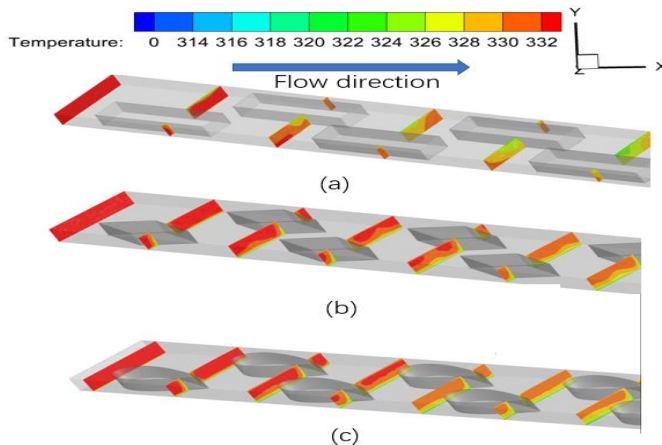 Temperature: 0 314 316 318 320 322 324 326 328 330 332
Y
Z
X
Flow direction
(a)
(b)
(c)